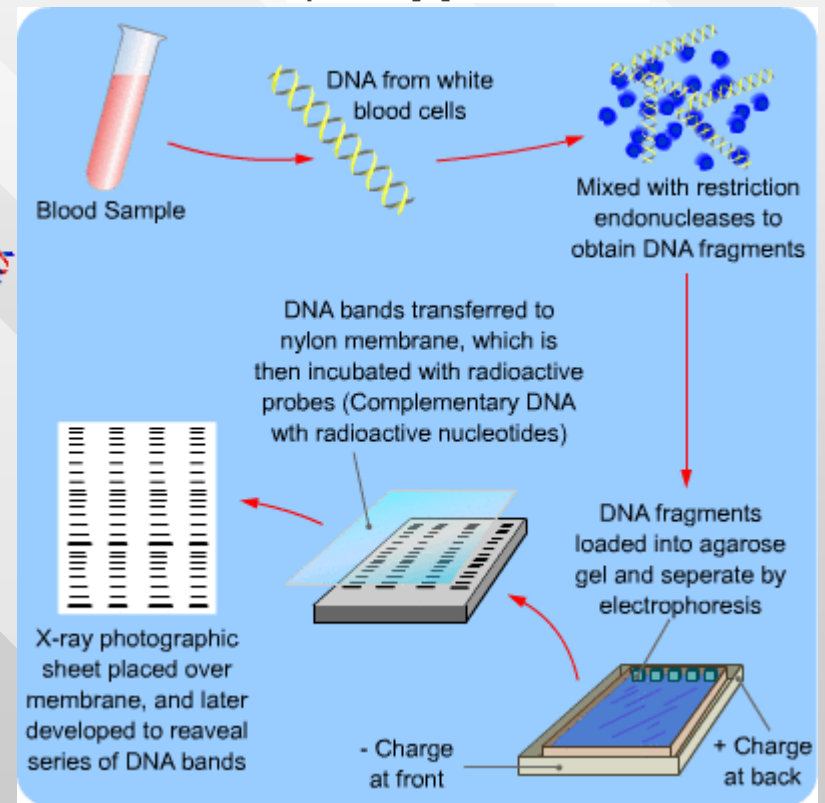 Blood Sample
DNA from white
blood cells
Mixed with restriction
endonucleases to
obtain DNA fragments
DNA fragments
loaded into agarose
gel and seperate by
electrophoresis
- Charge
at front
+ Charge
at back
DNA bands transferred to
nylon membrane, which is
then incubated with radioactive
probes (Complementary DNA
wth radioactive nucleotides)
X-ray photographic
sheet placed over
membrane, and later
developed to reaveal
series of DNA bands